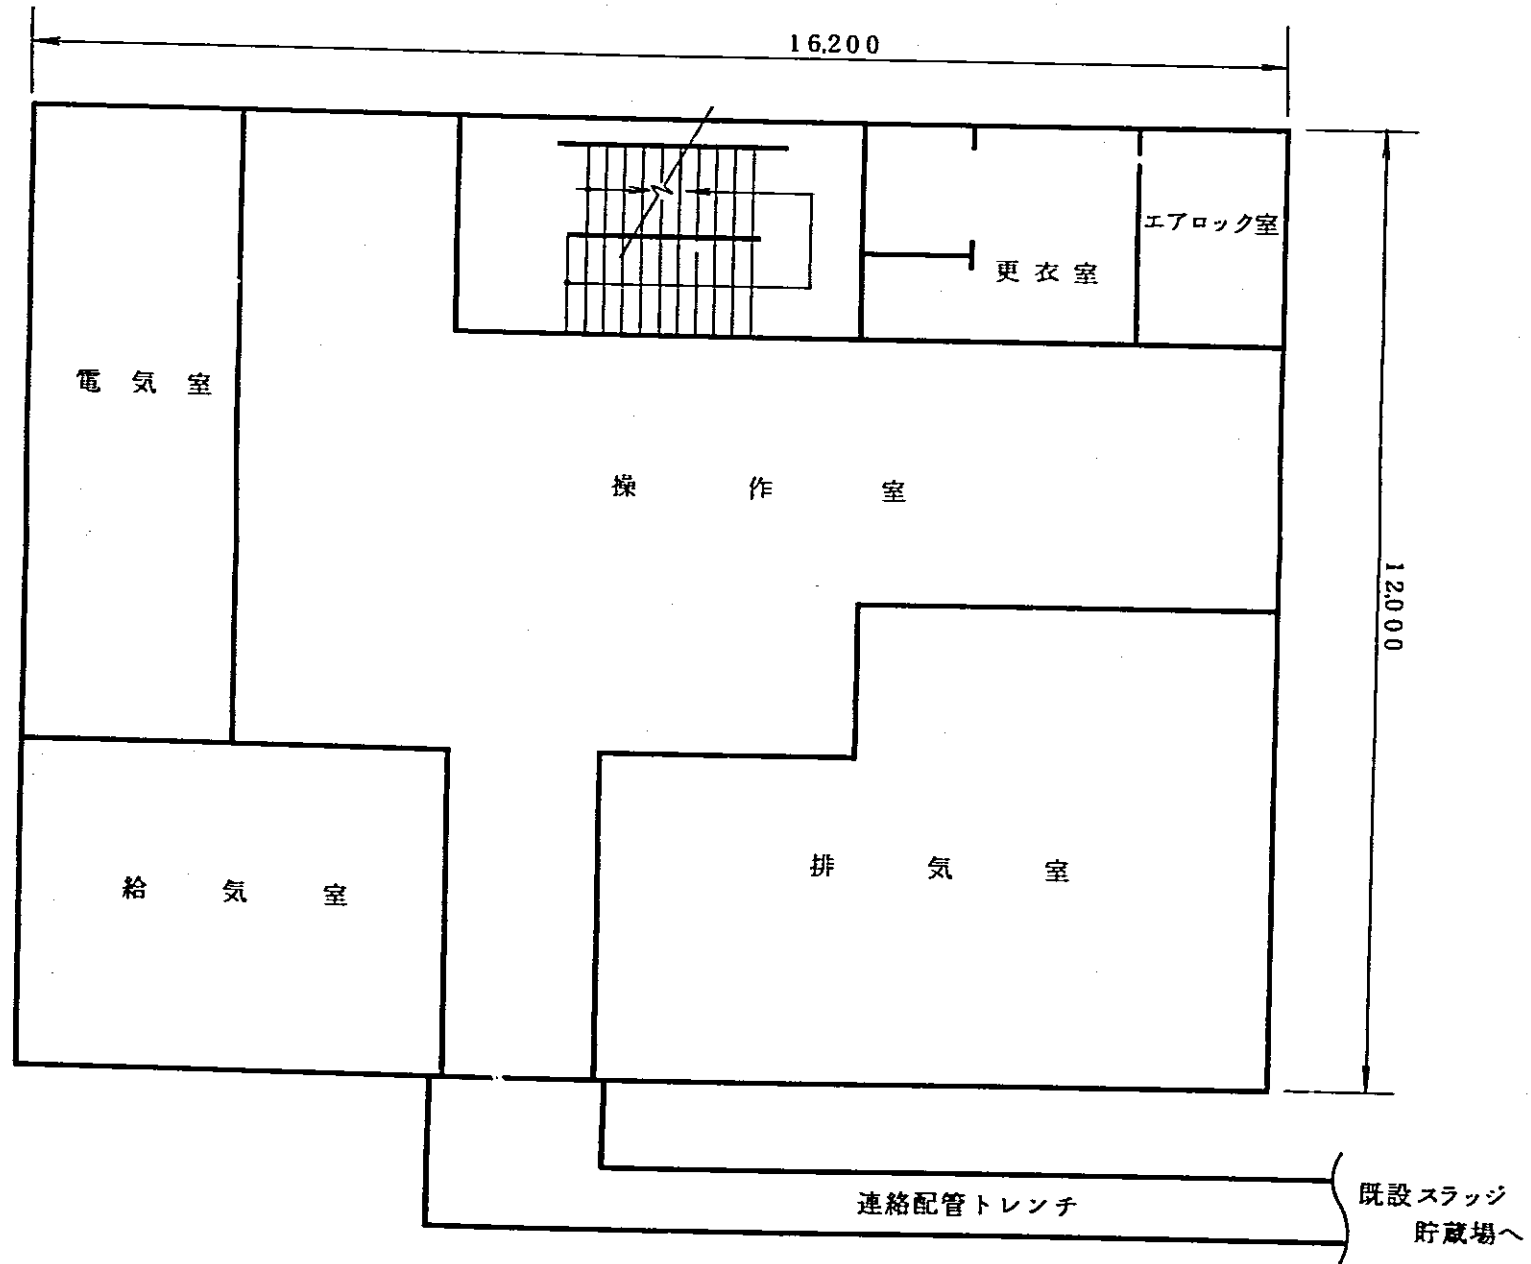 16,200
エアロック室
更衣室
電気室
操作室
12,000
排気室
給気室
連絡配管トレンチ
既設スラッジ
貯蔵場へ